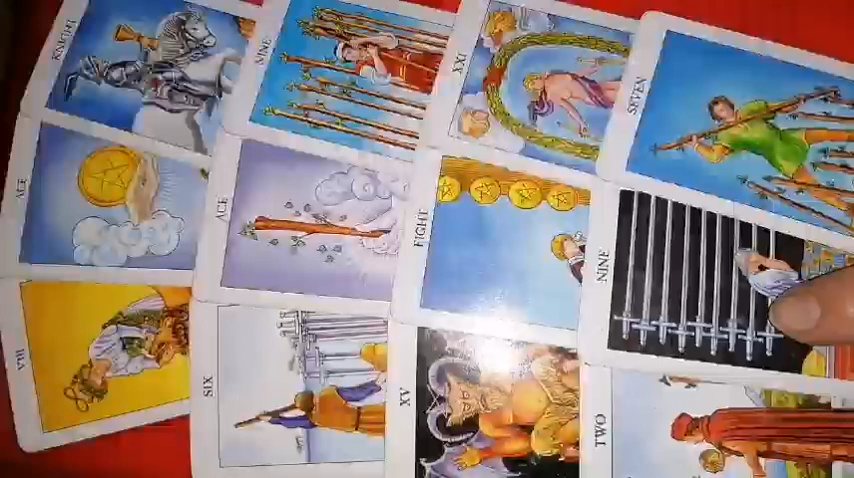 KNIGHT
NINE
XXI
SEVEN
ACE
ACE
EIGHT
NINE
VIII
SIX
XV
TWO